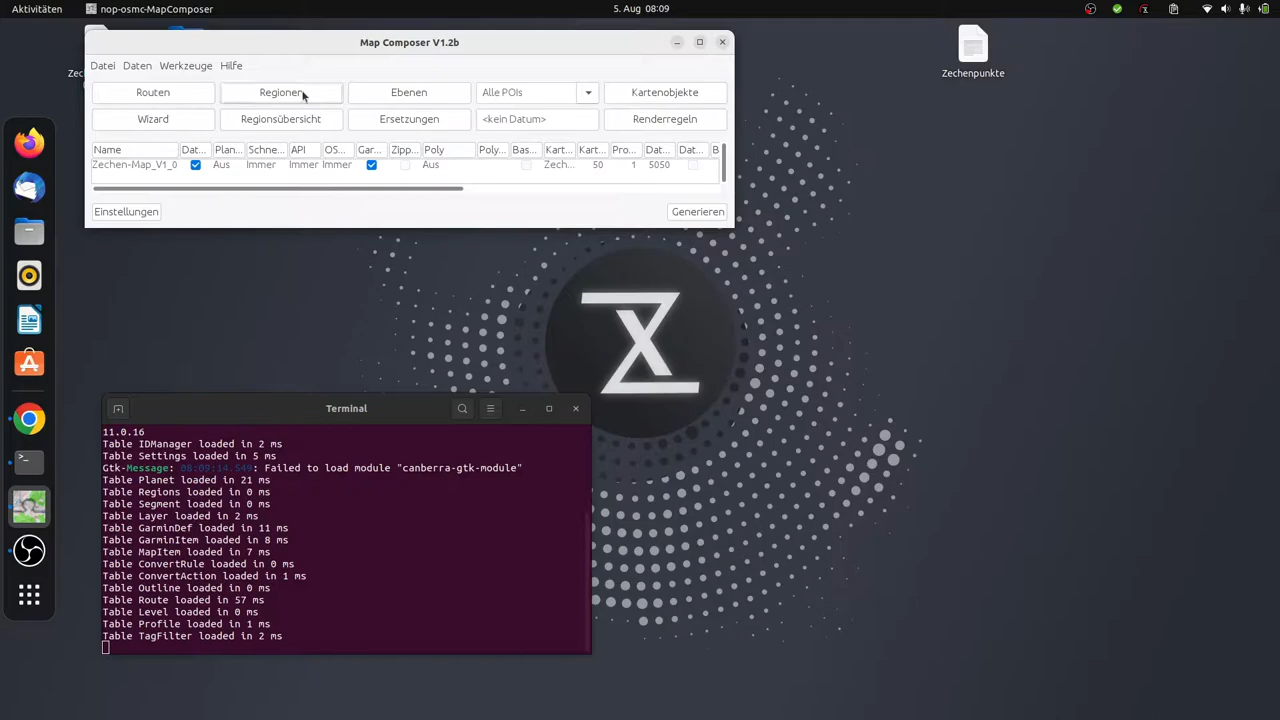 Aktivitäten
nop-osmc-MapComposer
5. Aug 08:09
Zechenpunkte
Map Composer V1.2b
Datei Daten Werkzeuge Hilfe
Routen Regionen Ebenen Alle POIs Kartenobjekte
Wizard Regionsübersicht Ersetzungen <kein Datum> Renderregeln
Name Dat... Plan... Schne... API OS... Gar... Zipp... Poly Poly... Bas... Kart... Kart... Pro... Dat... Dat... B
Zechen-Map_V1_0 Aus Immer Immer Immer Aus Zech... 50 1 5050
Einstellungen Generieren
Terminal
11.0.16
Table IDManager loaded in 2 ms
Table Settings loaded in 5 ms
Gtk-Message: 08:09:14.549: Failed to load module "canberra-gtk-module"
Table Planet loaded in 21 ms
Table Regions loaded in 0 ms
Table Segment loaded in 0 ms
Table Layer loaded in 2 ms
Table GarminDef loaded in 11 ms
Table GarminItem loaded in 8 ms
Table MapItem loaded in 7 ms
Table ConvertRule loaded in 0 ms
Table ConvertAction loaded in 1 ms
Table Outline loaded in 0 ms
Table Route loaded in 57 ms
Table Level loaded in 0 ms
Table Profile loaded in 1 ms
Table TagFilter loaded in 2 ms